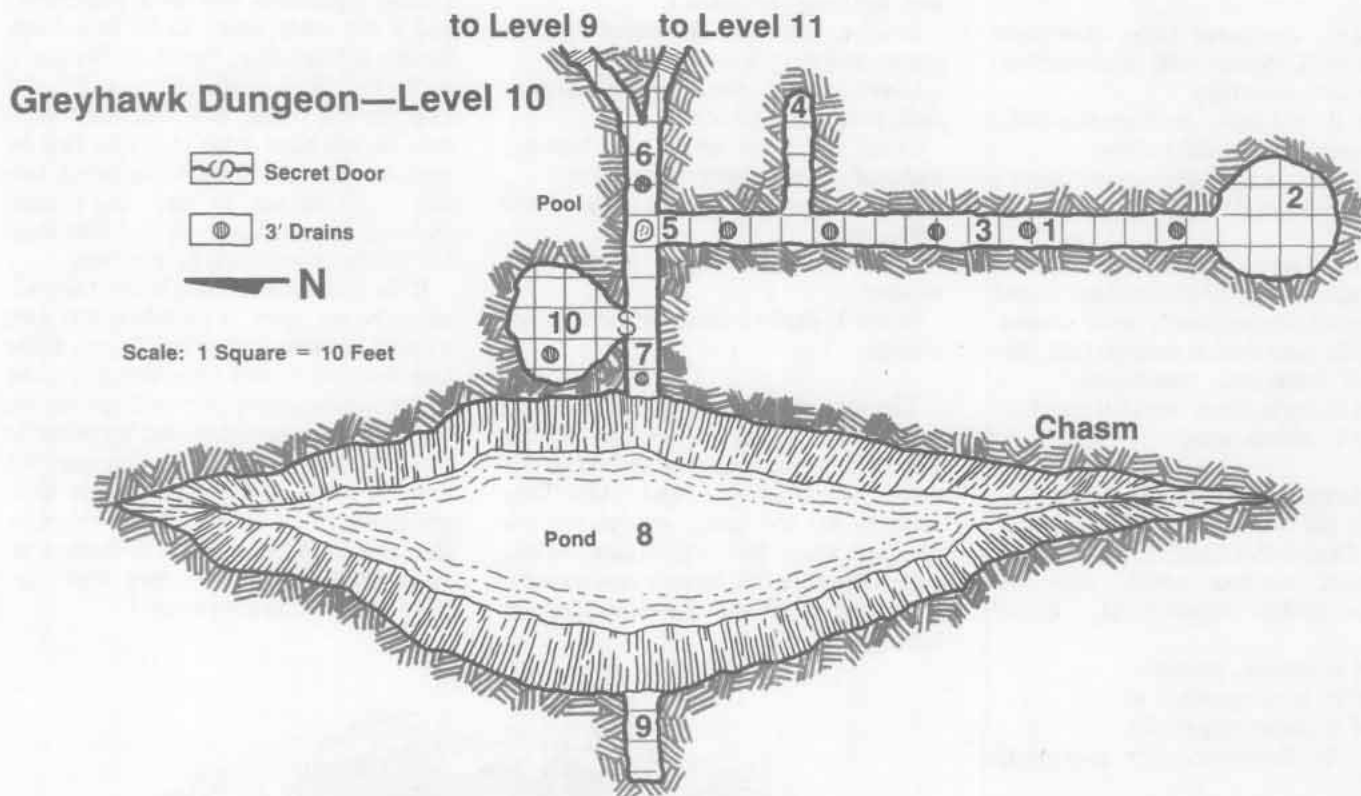 to Level 9 to Level 11
Greyhawk Dungeon—Level 10
4
S Secret Door
6
2
Pool
3' Drains
5 3 1
N
10 S
Scale: 1 Square = 10 Feet
7
Chasm
Pond 8
9